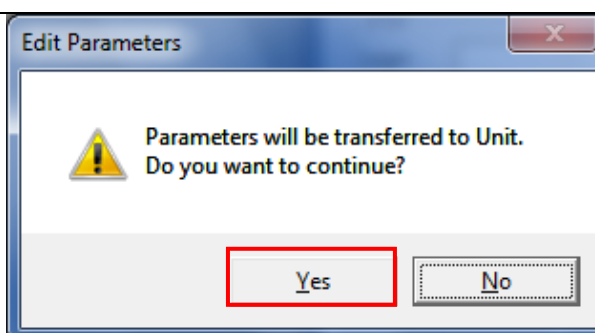 Edit Parameters
Parameters will be transferred to Unit.
Do you want to continue?
Yes
No